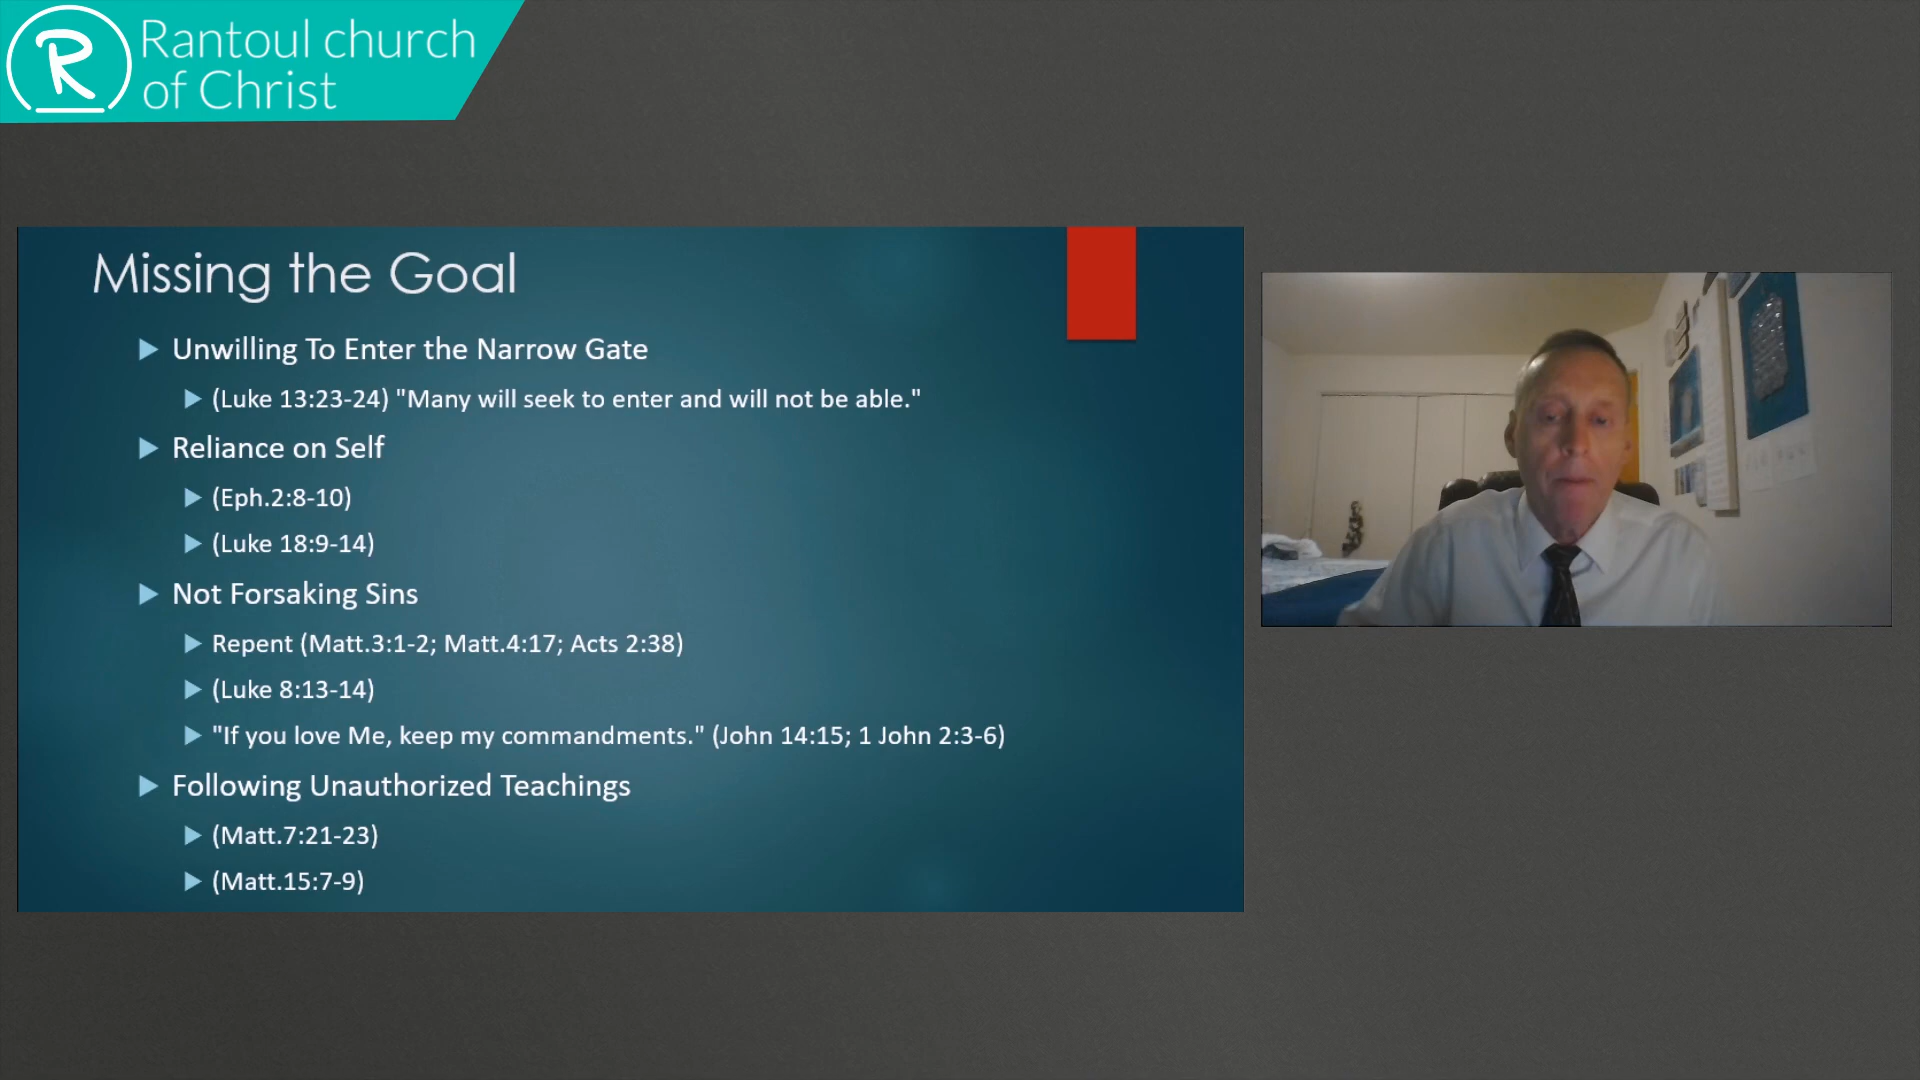 Rantoul church
of Christ
Missing the Goal
Unwilling To Enter the Narrow Gate
(Luke 13:23-24) "Many will seek to enter and will not be able."
Reliance on Self
(Eph.2:8-10)
(Luke 18:9-14)
Not Forsaking Sins
Repent (Matt.3:1-2; Matt.4:17; Acts 2:38)
(Luke 8:13-14)
"If you love Me, keep my commandments." (John 14:15; 1 John 2:3-6)
Following Unauthorized Teachings
(Matt.7:21-23)
(Matt.15:7-9)